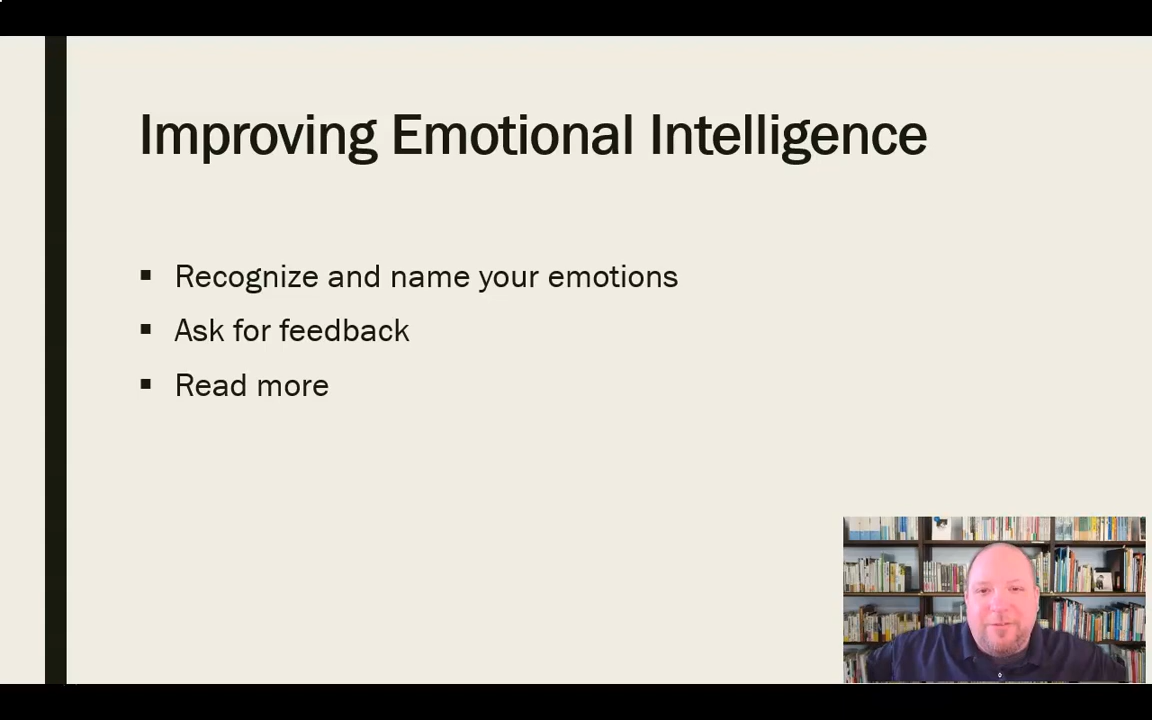 Improving Emotional Intelligence
▪ Recognize and name your emotions
▪ Ask for feedback
▪ Read more